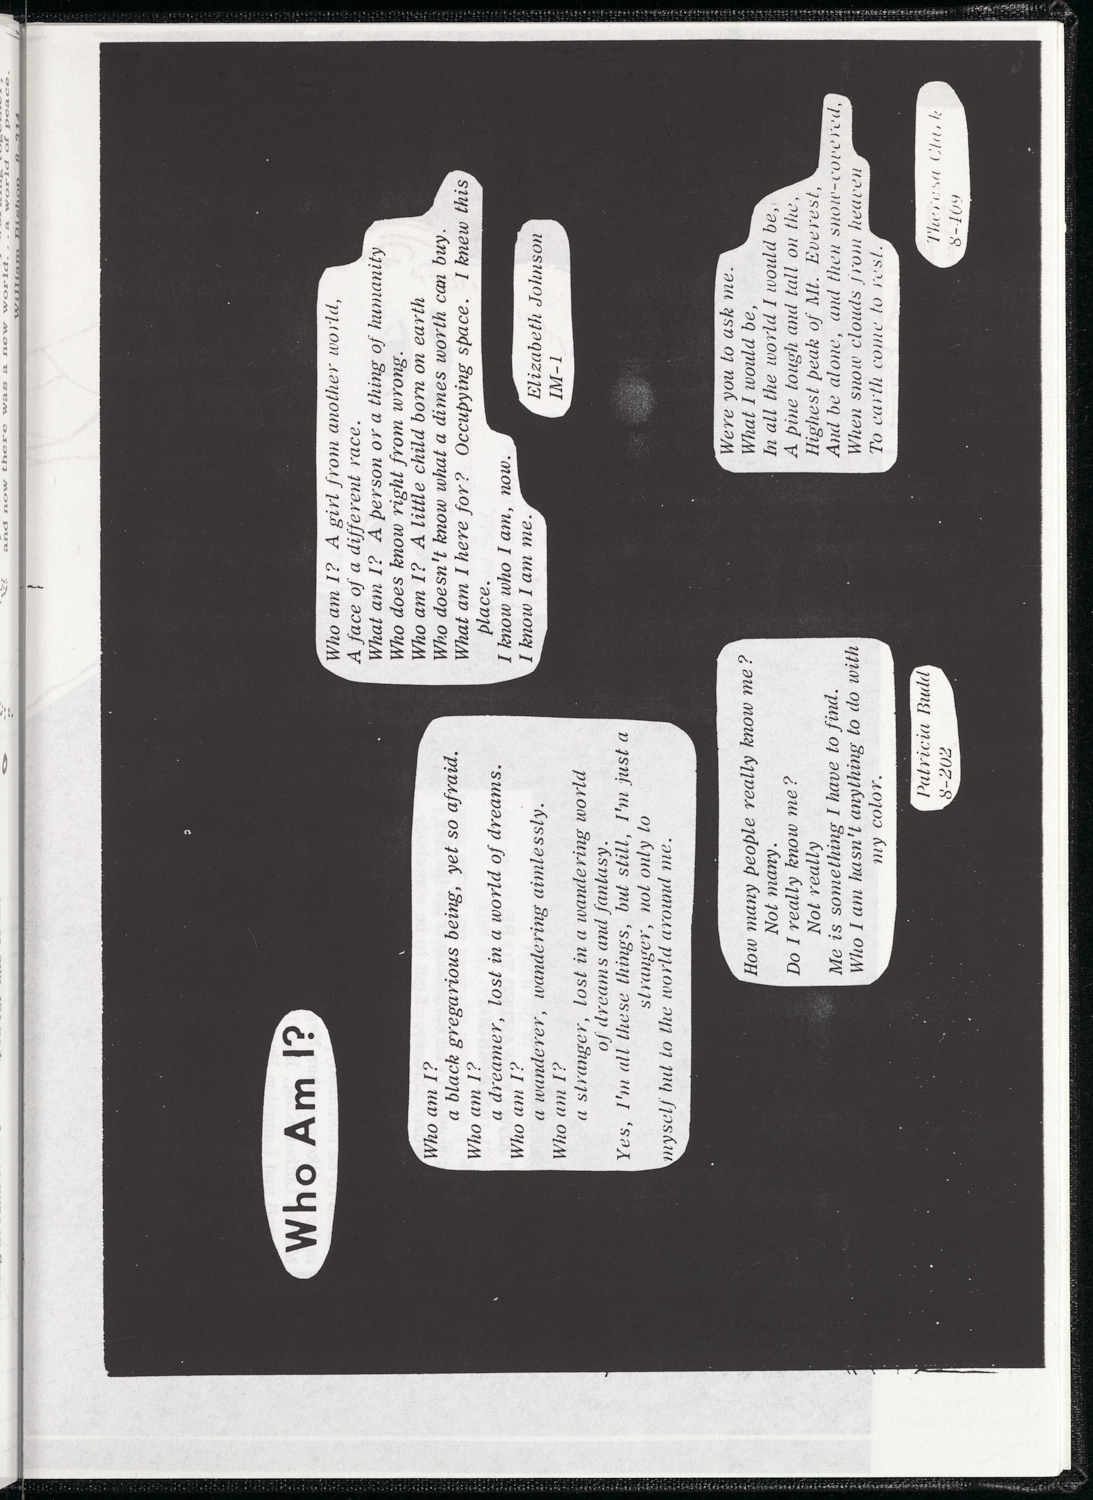 Who Am I?
Who am I?
a black gregarious being, yet so afraid.
Who am I?
a dreamer, lost in a world of dreams.
Who am I?
a wanderer, wandering aimlessly.
Who am I?
a stranger, lost in a wandering world
of dreams and fantasy.
Yes, I'm all these things, but still, I'm just a
stranger, not only to
myself but to the world around me.
How many people really know me?
Not many.
Do I really know me?
Not really
Me is something I have to find.
Who I am hasn't anything to do with
my color.
Patricia Budd
8-202
Who am I? A girl from another world,
A face of a different race.
What am I? A person or a thing of humanity
Who does know right from wrong.
Who am I? A little child born on earth
Who doesn't know what a dimes worth can buy.
What am I here for? Occupying space. I knew this
place.
I know who I am, now.
I know I am me.
Elizabeth Johnson
IM-1
Were you to ask me.
What I would be,
In all the world I would be,
A pine tough and tall on the,
Highest peak of Mt. Everest,
And be alone, and then snow-covered,
When snow clouds from heaven
To earth come to rest.
Theresa Clark
8-109
and now there was a new world, a world of peace.
William Bishop 8-314